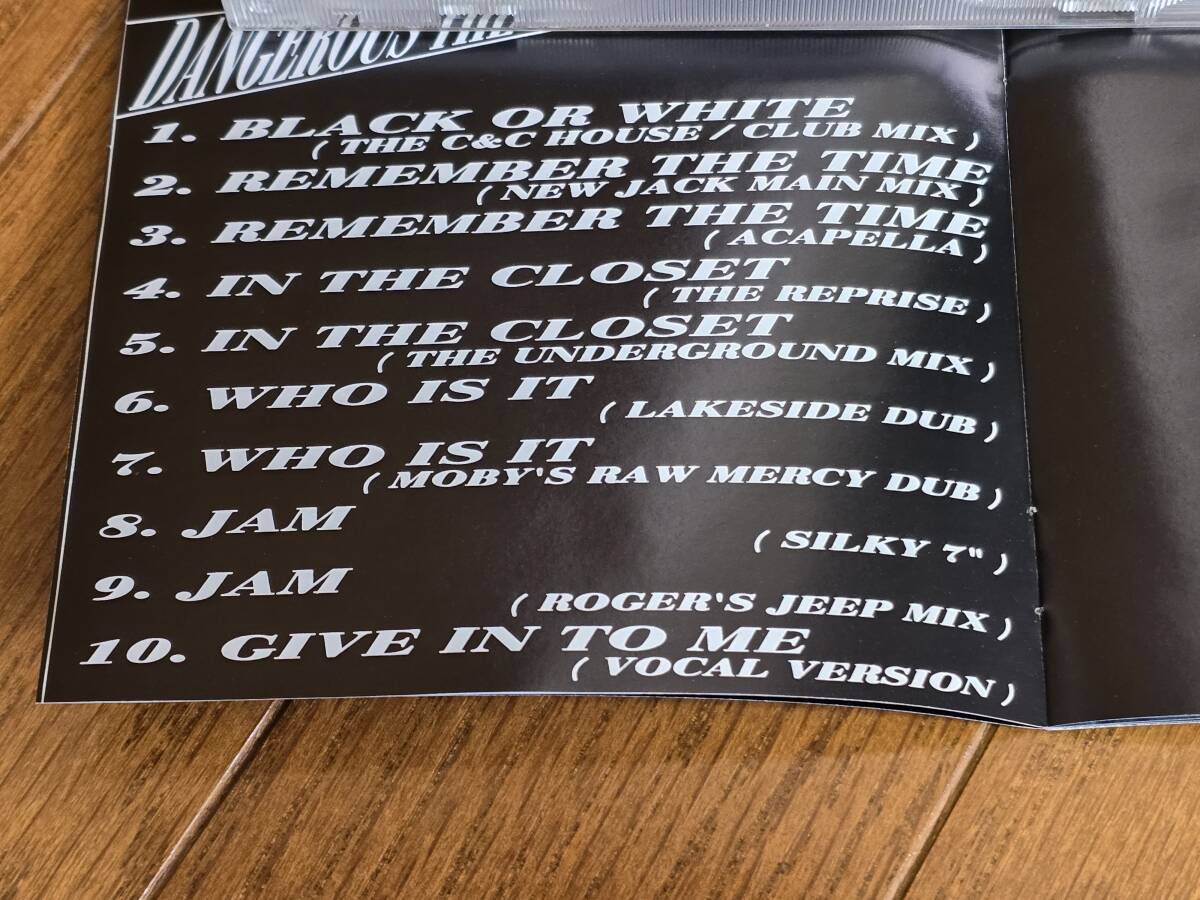 DANGEROUS THE
1. BLACK OR WHITE
( THE C&C HOUSE / CLUB MIX )
2. REMEMBER THE TIME
( NEW JACK MAIN MIX )
3. REMEMBER THE TIME
( ACAPELLA )
4. IN THE CLOSET
( THE REPRISE )
5. IN THE CLOSET
( THE UNDERGROUND MIX )
6. WHO IS IT
( LAKESIDE DUB )
7. WHO IS IT
( MOBY'S RAW MERCY DUB )
8. JAM
( SILKY 7" )
9. JAM
( ROGER'S JEEP MIX )
10. GIVE IN TO ME
( VOCAL VERSION )